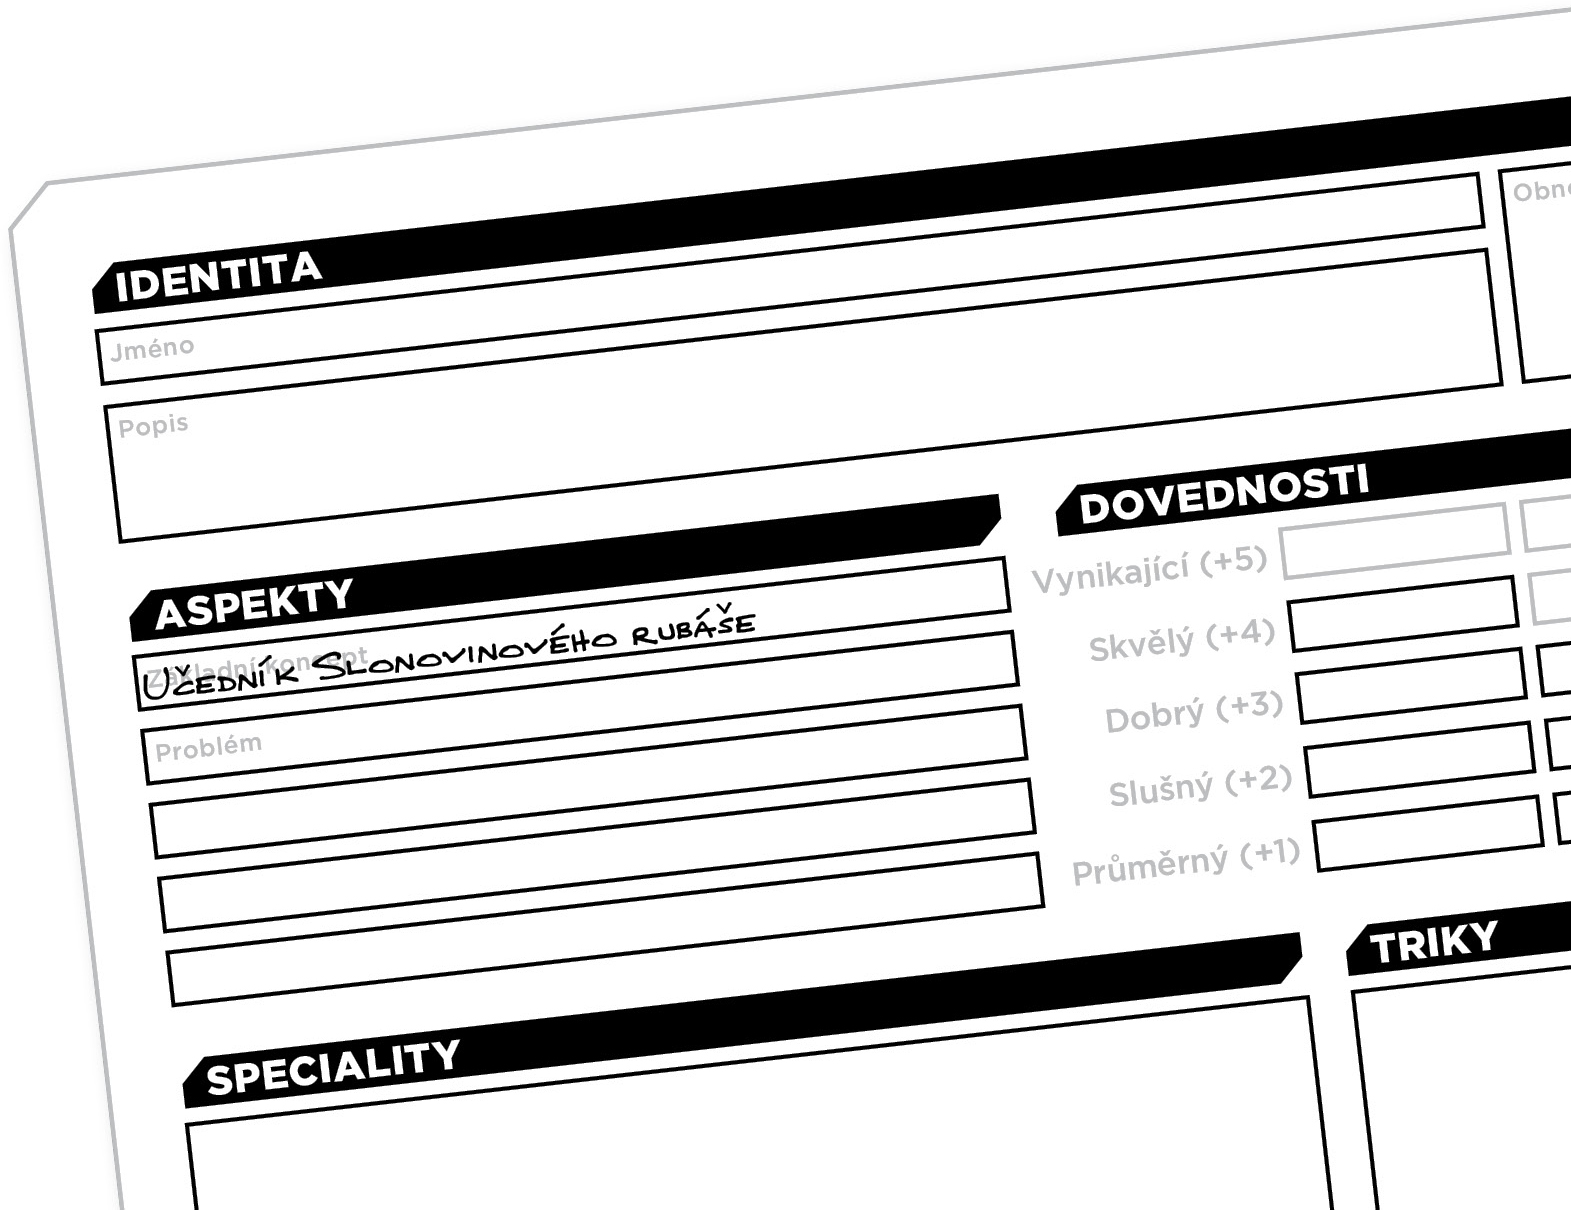 IDENTITA
Jméno
Obno
Popis
ASPEKTY
Základní koncept
Učedník Slonovinového rubáše
Problém
DOVEDNOSTI
Vynikající (+5)
Skvělý (+4)
Dobrý (+3)
Slušný (+2)
Průměrný (+1)
SPECIALITY
TRIKY